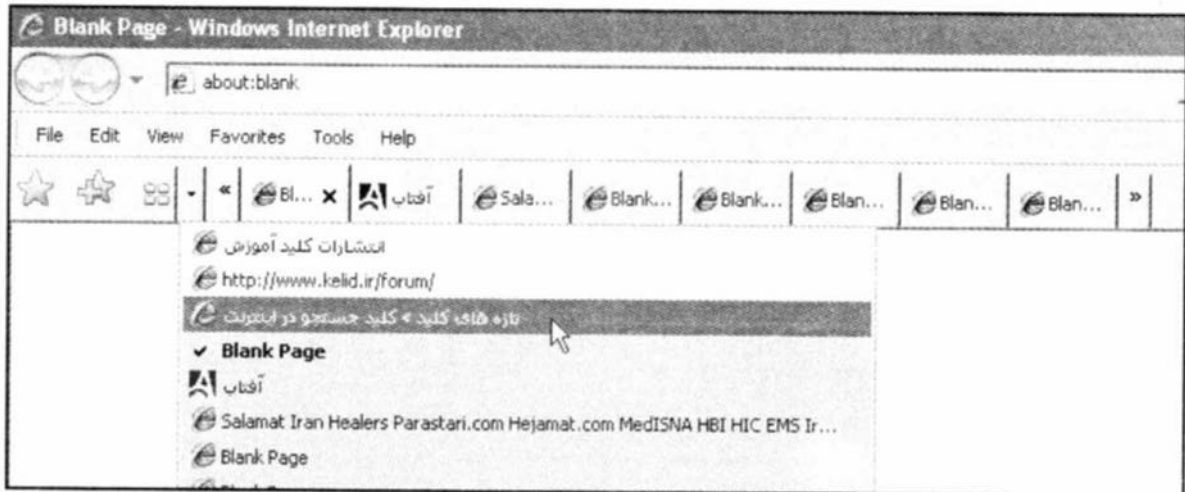 Blank Page - Windows Internet Explorer
about:blank
File Edit View Favorites Tools Help
« Bl... آفتاب Sala... Blank... Blank... Blan... Blan... Blan... »
انتشارات کلید آموزش
http://www.kelid.ir/forum/
تازه های کلید » کلید جستجو در اینترنت
Blank Page
آفتاب
Salamat Iran Healers Parastari.com Hejamat.com MedISNA HBI HIC EMS Ir...
Blank Page